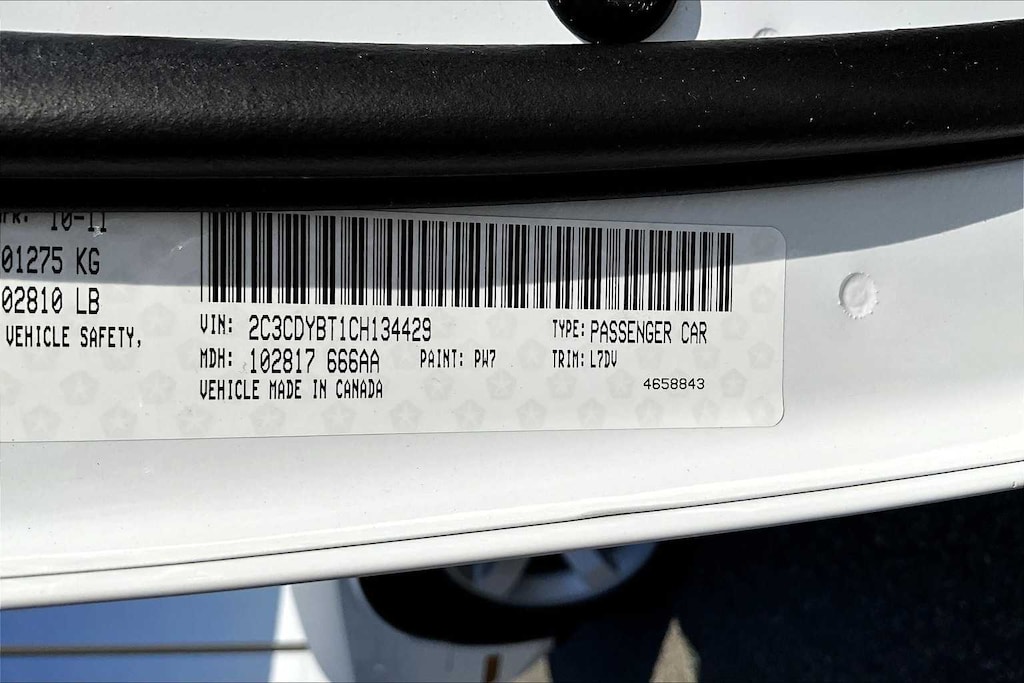 10-11
01275 KG
02810 LB
VEHICLE SAFETY,
VIN: 2C3CDYBT1CH134429 TYPE: PASSENGER CAR
MDH: 102817 666AA PAINT: PW7 TRIM: L7DV
VEHICLE MADE IN CANADA 4658843